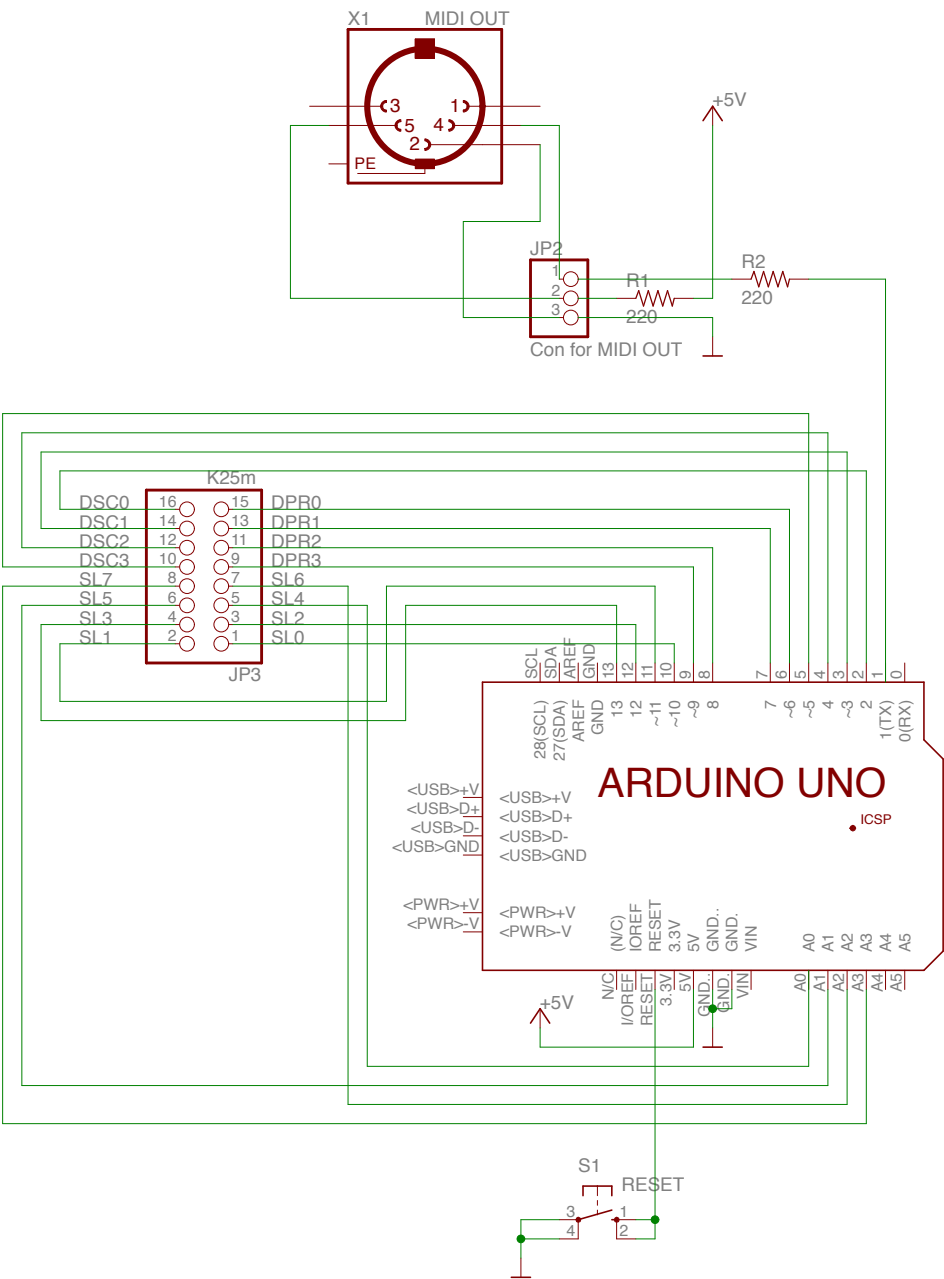 X1 MIDI OUT
3 1
5 4
2
PE
+5V
JP2
1
2
3
R1
220
R2
220
Con for MIDI OUT
K25m
DSC0 16 15 DPR0
DSC1 14 13 DPR1
DSC2 12 11 DPR2
DSC3 10 9 DPR3
SL7 8 7 SL6
SL5 6 5 SL4
SL3 4 3 SL2
SL1 2 1 SL0
JP3
SCL SDA AREF GND 13 12 11 10 9 8 7 6 5 4 3 2 1 0
28(SCL) 27(SDA) AREF GND 13 12 ~11 ~10 ~9 8 7 ~6 ~5 4 ~3 2 1(TX) 0(RX)
ARDUINO UNO
ICSP
<USB>+V <USB>+V
<USB>D+ <USB>D+
<USB>D- <USB>D-
<USB>GND <USB>GND
<PWR>+V <PWR>+V
<PWR>-V <PWR>-V
(N/C) IOREF RESET 3.3V 5V GND.. GND. VIN A0 A1 A2 A3 A4 A5
N/C I/OREF RESET 3.3V 5V GND.. GND. VIN A0 A1 A2 A3 A4 A5
+5V
S1
RESET
3 1
4 2